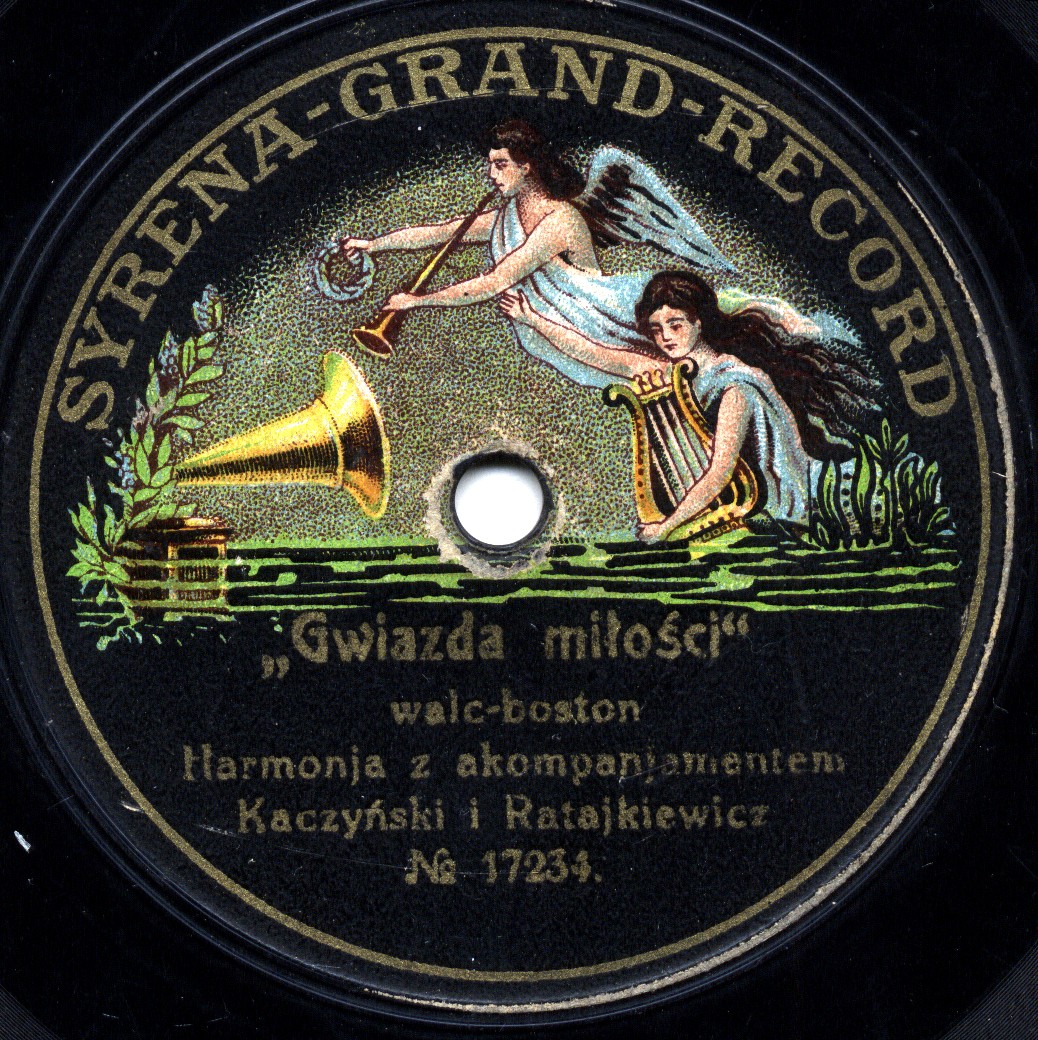 SYRENA-GRAND-RECORD
„Gwiazda miłości“
walc-boston
Harmonja z akompanjamentem
Kaczyński i Ratajkiewicz
№ 17234.